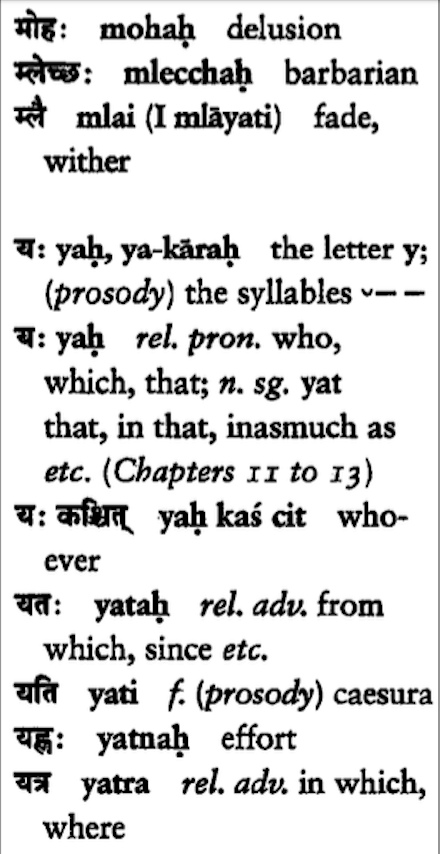 मोहः mohaḥ delusion
म्लेच्छः mlecchaḥ barbarian
म्लै mlai (I mlāyati) fade,
wither
यः yaḥ, ya-kāraḥ the letter y;
(prosody) the syllables ⏑– –
यः yaḥ rel. pron. who,
which, that; n. sg. yat
that, in that, inasmuch as
etc. (Chapters 11 to 13)
यः कश्चित् yaḥ kaś cit who-
ever
यतः yataḥ rel. adv. from
which, since etc.
यति yati f. (prosody) caesura
यत्नः yatnaḥ effort
यत्र yatra rel. adv. in which,
where